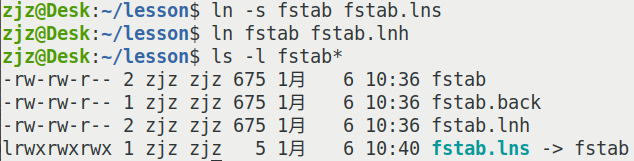 zjz@Desk:~/lesson$ ln -s fstab fstab.lns
zjz@Desk:~/lesson$ ln fstab fstab.lnh
zjz@Desk:~/lesson$ ls -l fstab*
-rw-rw-r-- 2 zjz zjz 675 1月   6 10:36 fstab
-rw-rw-r-- 1 zjz zjz 675 1月   6 10:36 fstab.back
-rw-rw-r-- 2 zjz zjz 675 1月   6 10:36 fstab.lnh
lrwxrwxrwx 1 zjz zjz   5 1月   6 10:40 fstab.lns -> fstab